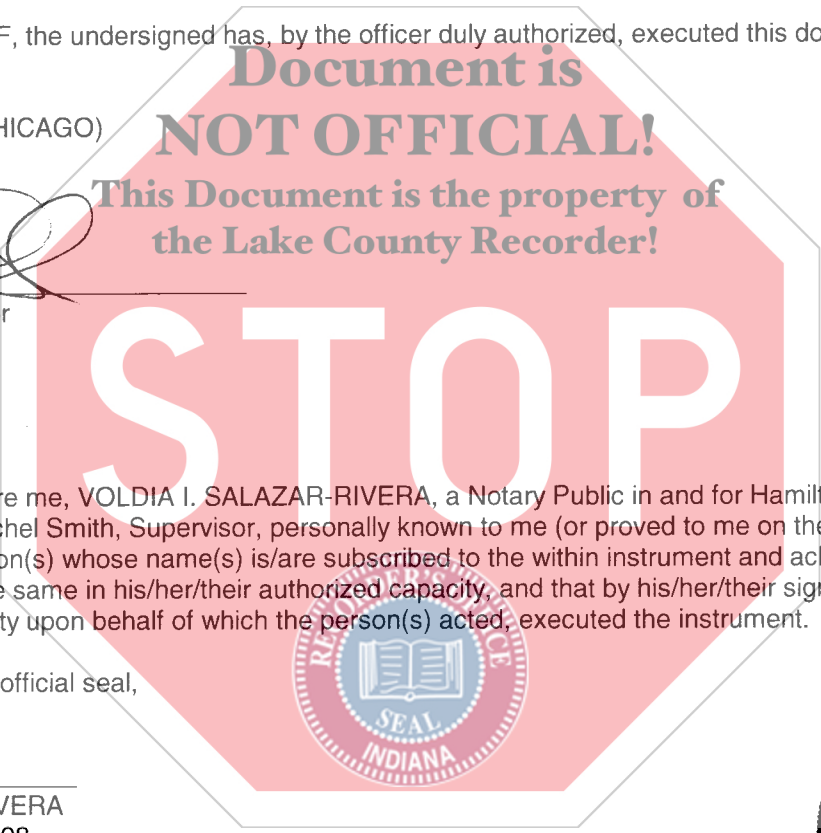 F, the undersigned has, by the officer duly authorized, executed this do
Document is
NOT OFFICIAL!
HICAGO)
This Document is the property of
the Lake County Recorder!
r
STOP
re me, VOLDIA I. SALAZAR-RIVERA, a Notary Public in and for Hamilt
chel Smith, Supervisor, personally known to me (or proved to me on the
on(s) whose name(s) is/are subscribed to the within instrument and ack
e same in his/her/their authorized capacity, and that by his/her/their sign
ty upon behalf of which the person(s) acted, executed the instrument.
RECORDER'S OFFICE
official seal,
SEAL
INDIANA
VERA